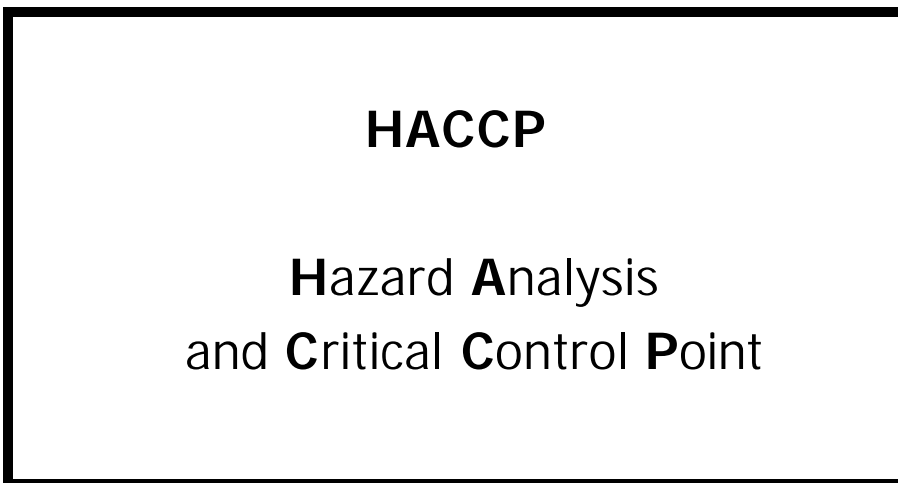 HACCP
Hazard Analysis
and Critical Control Point